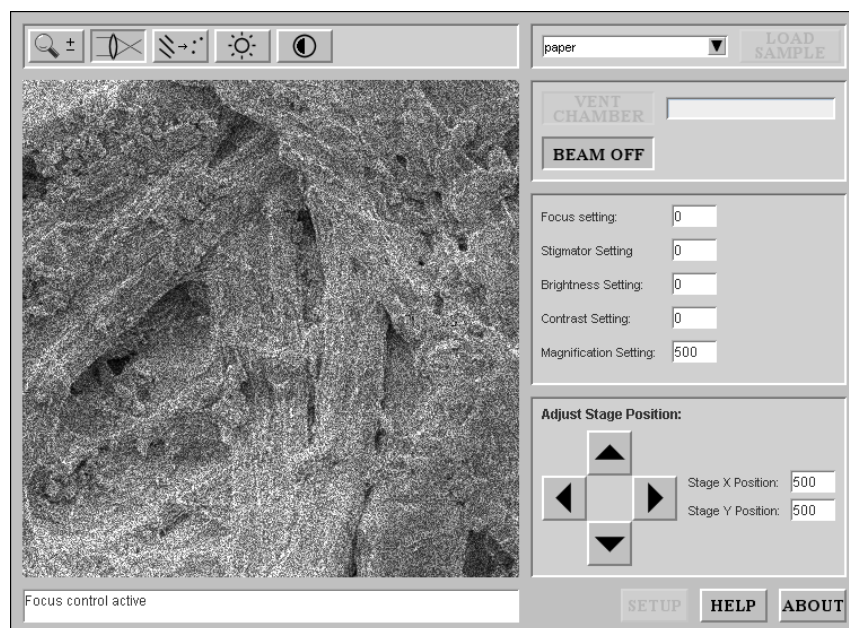 ±
paper
LOAD
SAMPLE
VENT
CHAMBER
BEAM OFF
Focus setting: 0
Stigmator Setting 0
Brightness Setting: 0
Contrast Setting: 0
Magnification Setting: 500
Adjust Stage Position:
Stage X Position: 500
Stage Y Position: 500
Focus control active
SETUP HELP ABOUT